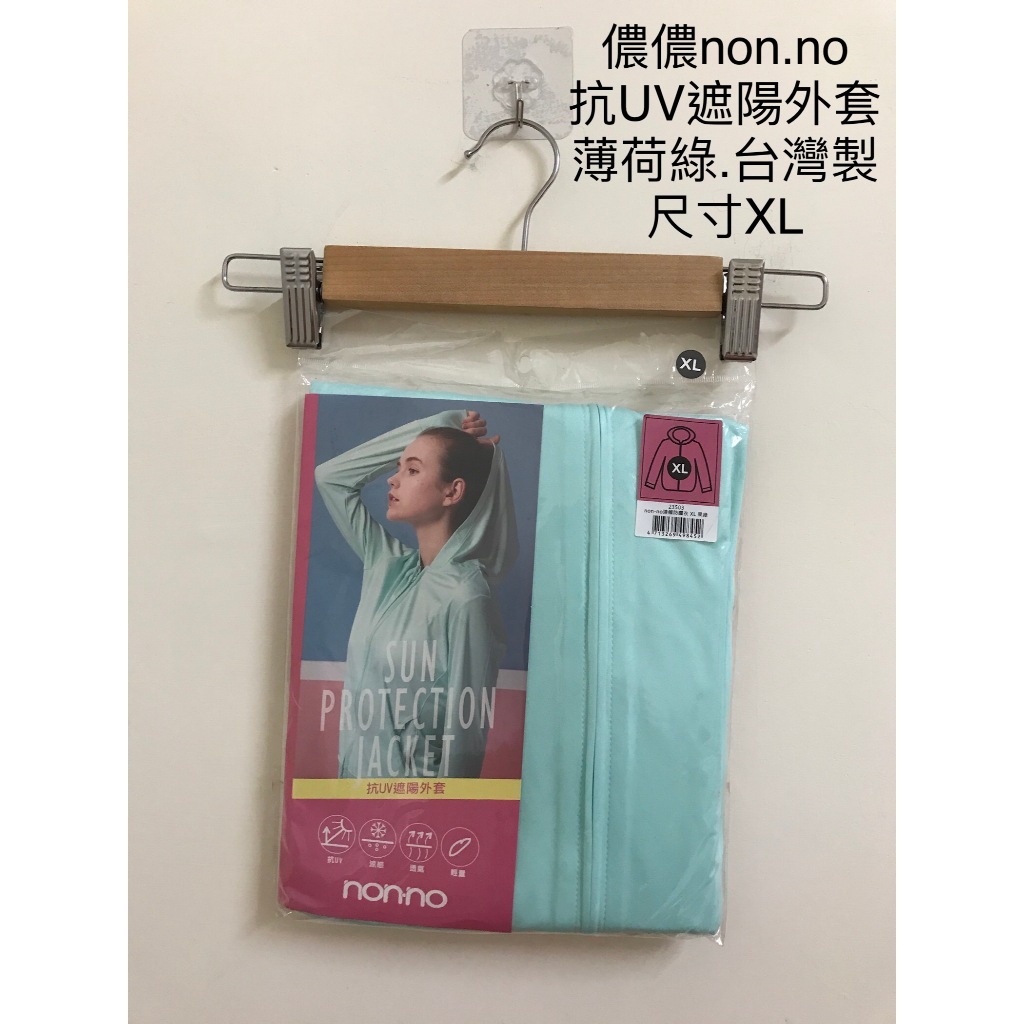 儂儂non.no
抗UV遮陽外套
薄荷綠.台灣製
尺寸XL
XL
XL
23503
4713269498457
SUN
PROTECTION
JACKET
抗UV遮陽外套
抗UV
涼感
透氣
輕量
non-no